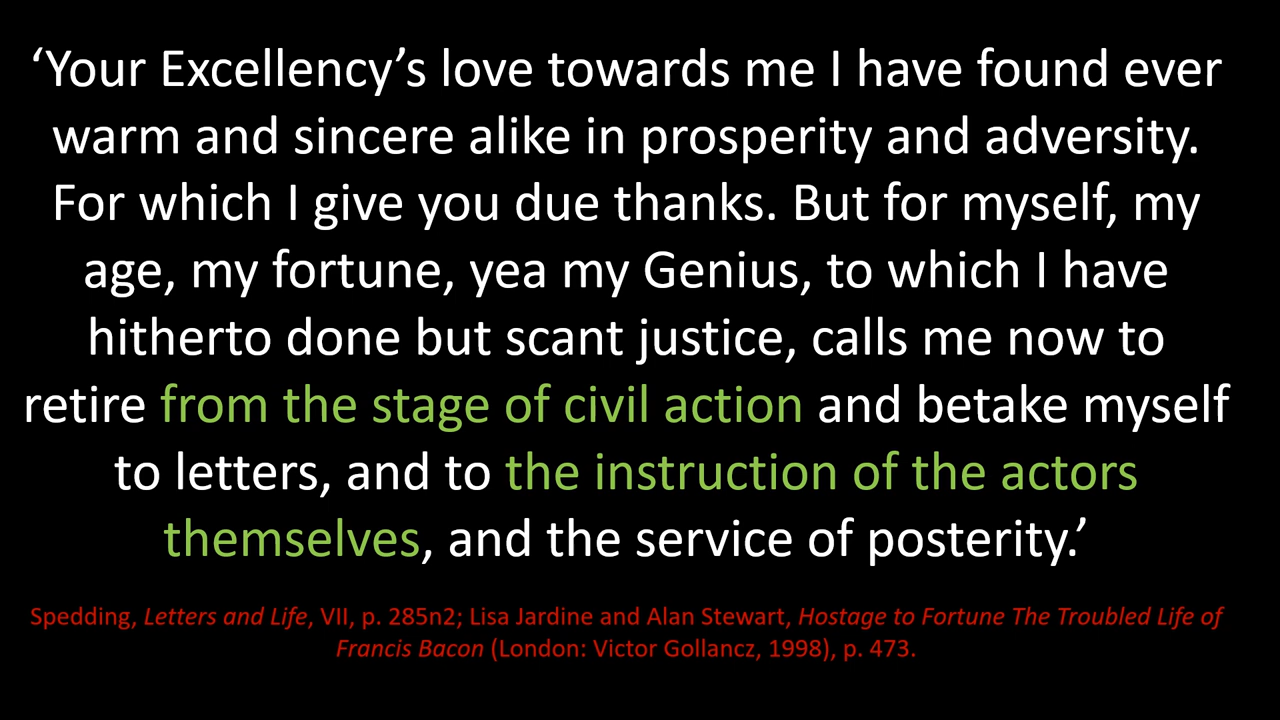 ‘Your Excellency’s love towards me I have found ever
warm and sincere alike in prosperity and adversity.
For which I give you due thanks. But for myself, my
age, my fortune, yea my Genius, to which I have
hitherto done but scant justice, calls me now to
retire from the stage of civil action and betake myself
to letters, and to the instruction of the actors
themselves, and the service of posterity.’
Spedding, Letters and Life, VII, p. 285n2; Lisa Jardine and Alan Stewart, Hostage to Fortune The Troubled Life of
Francis Bacon (London: Victor Gollancz, 1998), p. 473.